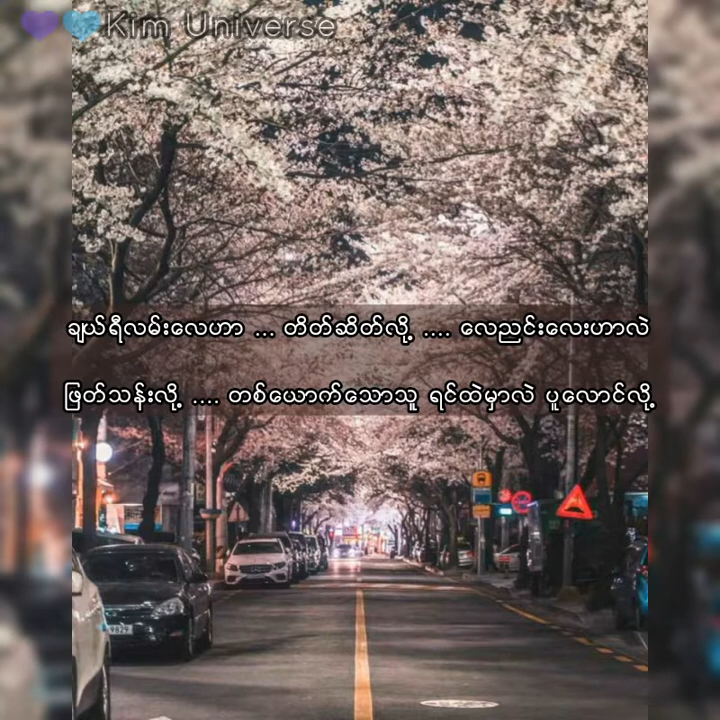 💜💙Kim Universe
ချယ်ရီလမ်းလေဟာ ... တိတ်ဆိတ်လို့ .... လေညင်းလေးဟာလဲ
ဖြတ်သန်းလို့ .... တစ်ယောက်သောသူ ရင်ထဲမှာလဲ ပူလောင်လို့